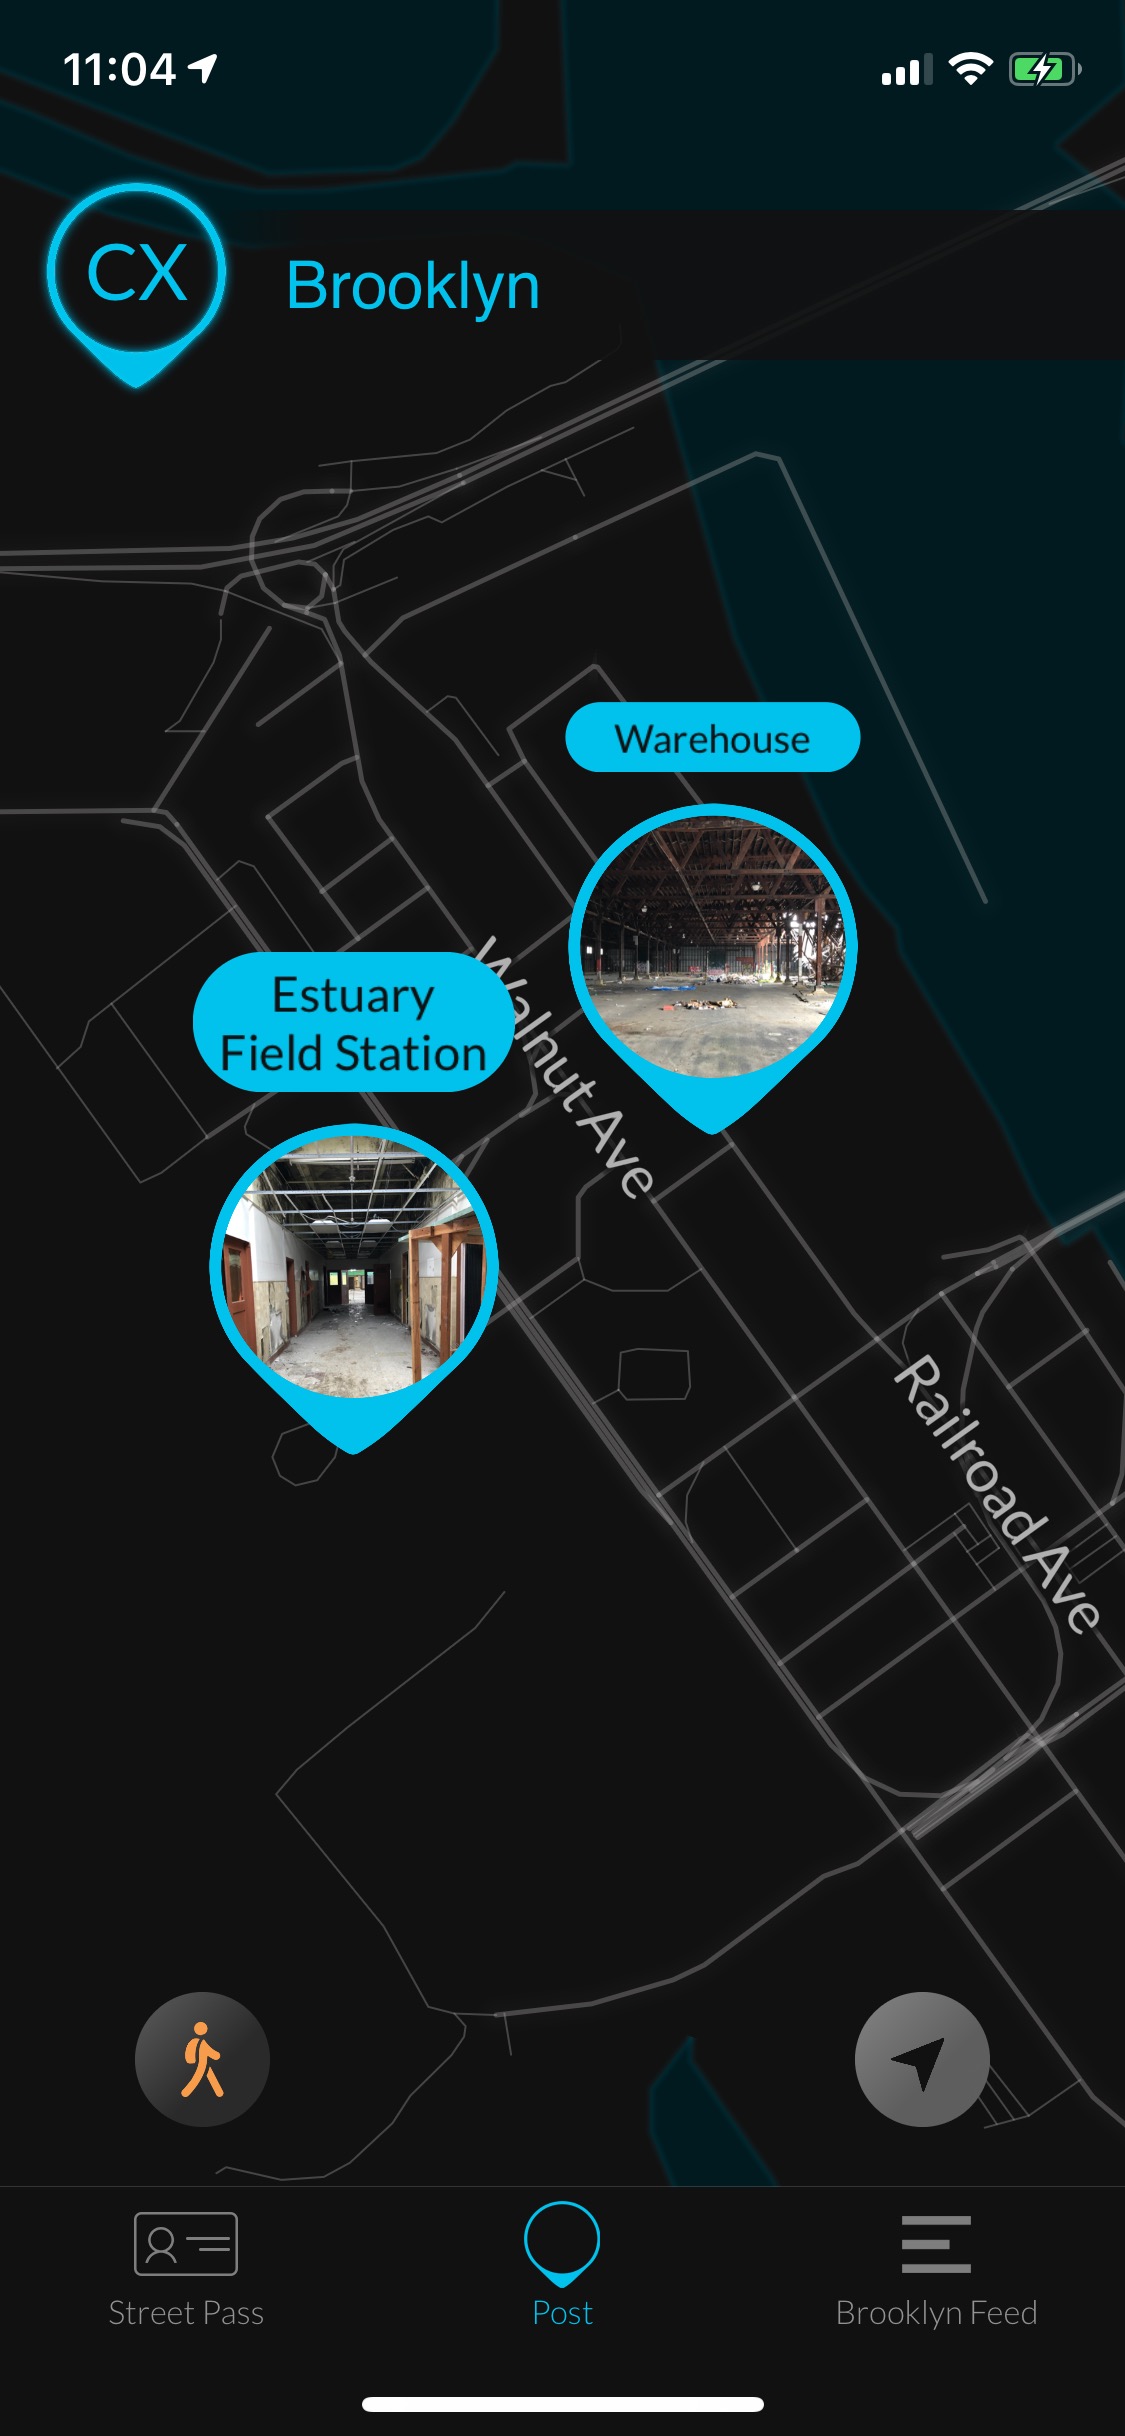 11:04
CX
Brooklyn
Warehouse
Walnut Ave
Estuary
Field Station
Railroad Ave
Street Pass
Post
Brooklyn Feed